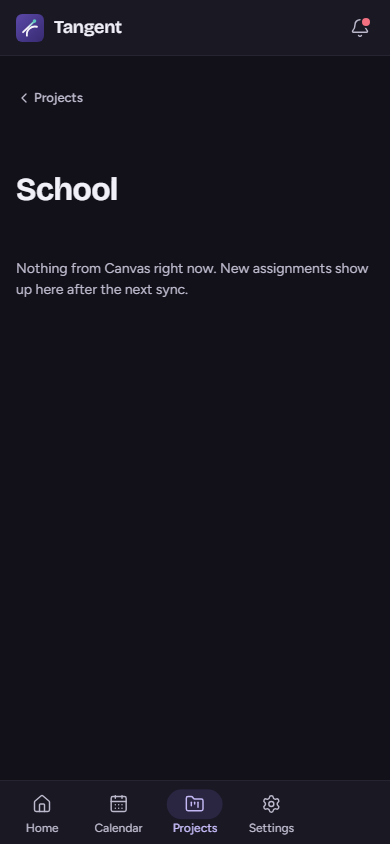 Tangent
Projects
School
Nothing from Canvas right now. New assignments show
up here after the next sync.
Home
Calendar
Projects
Settings